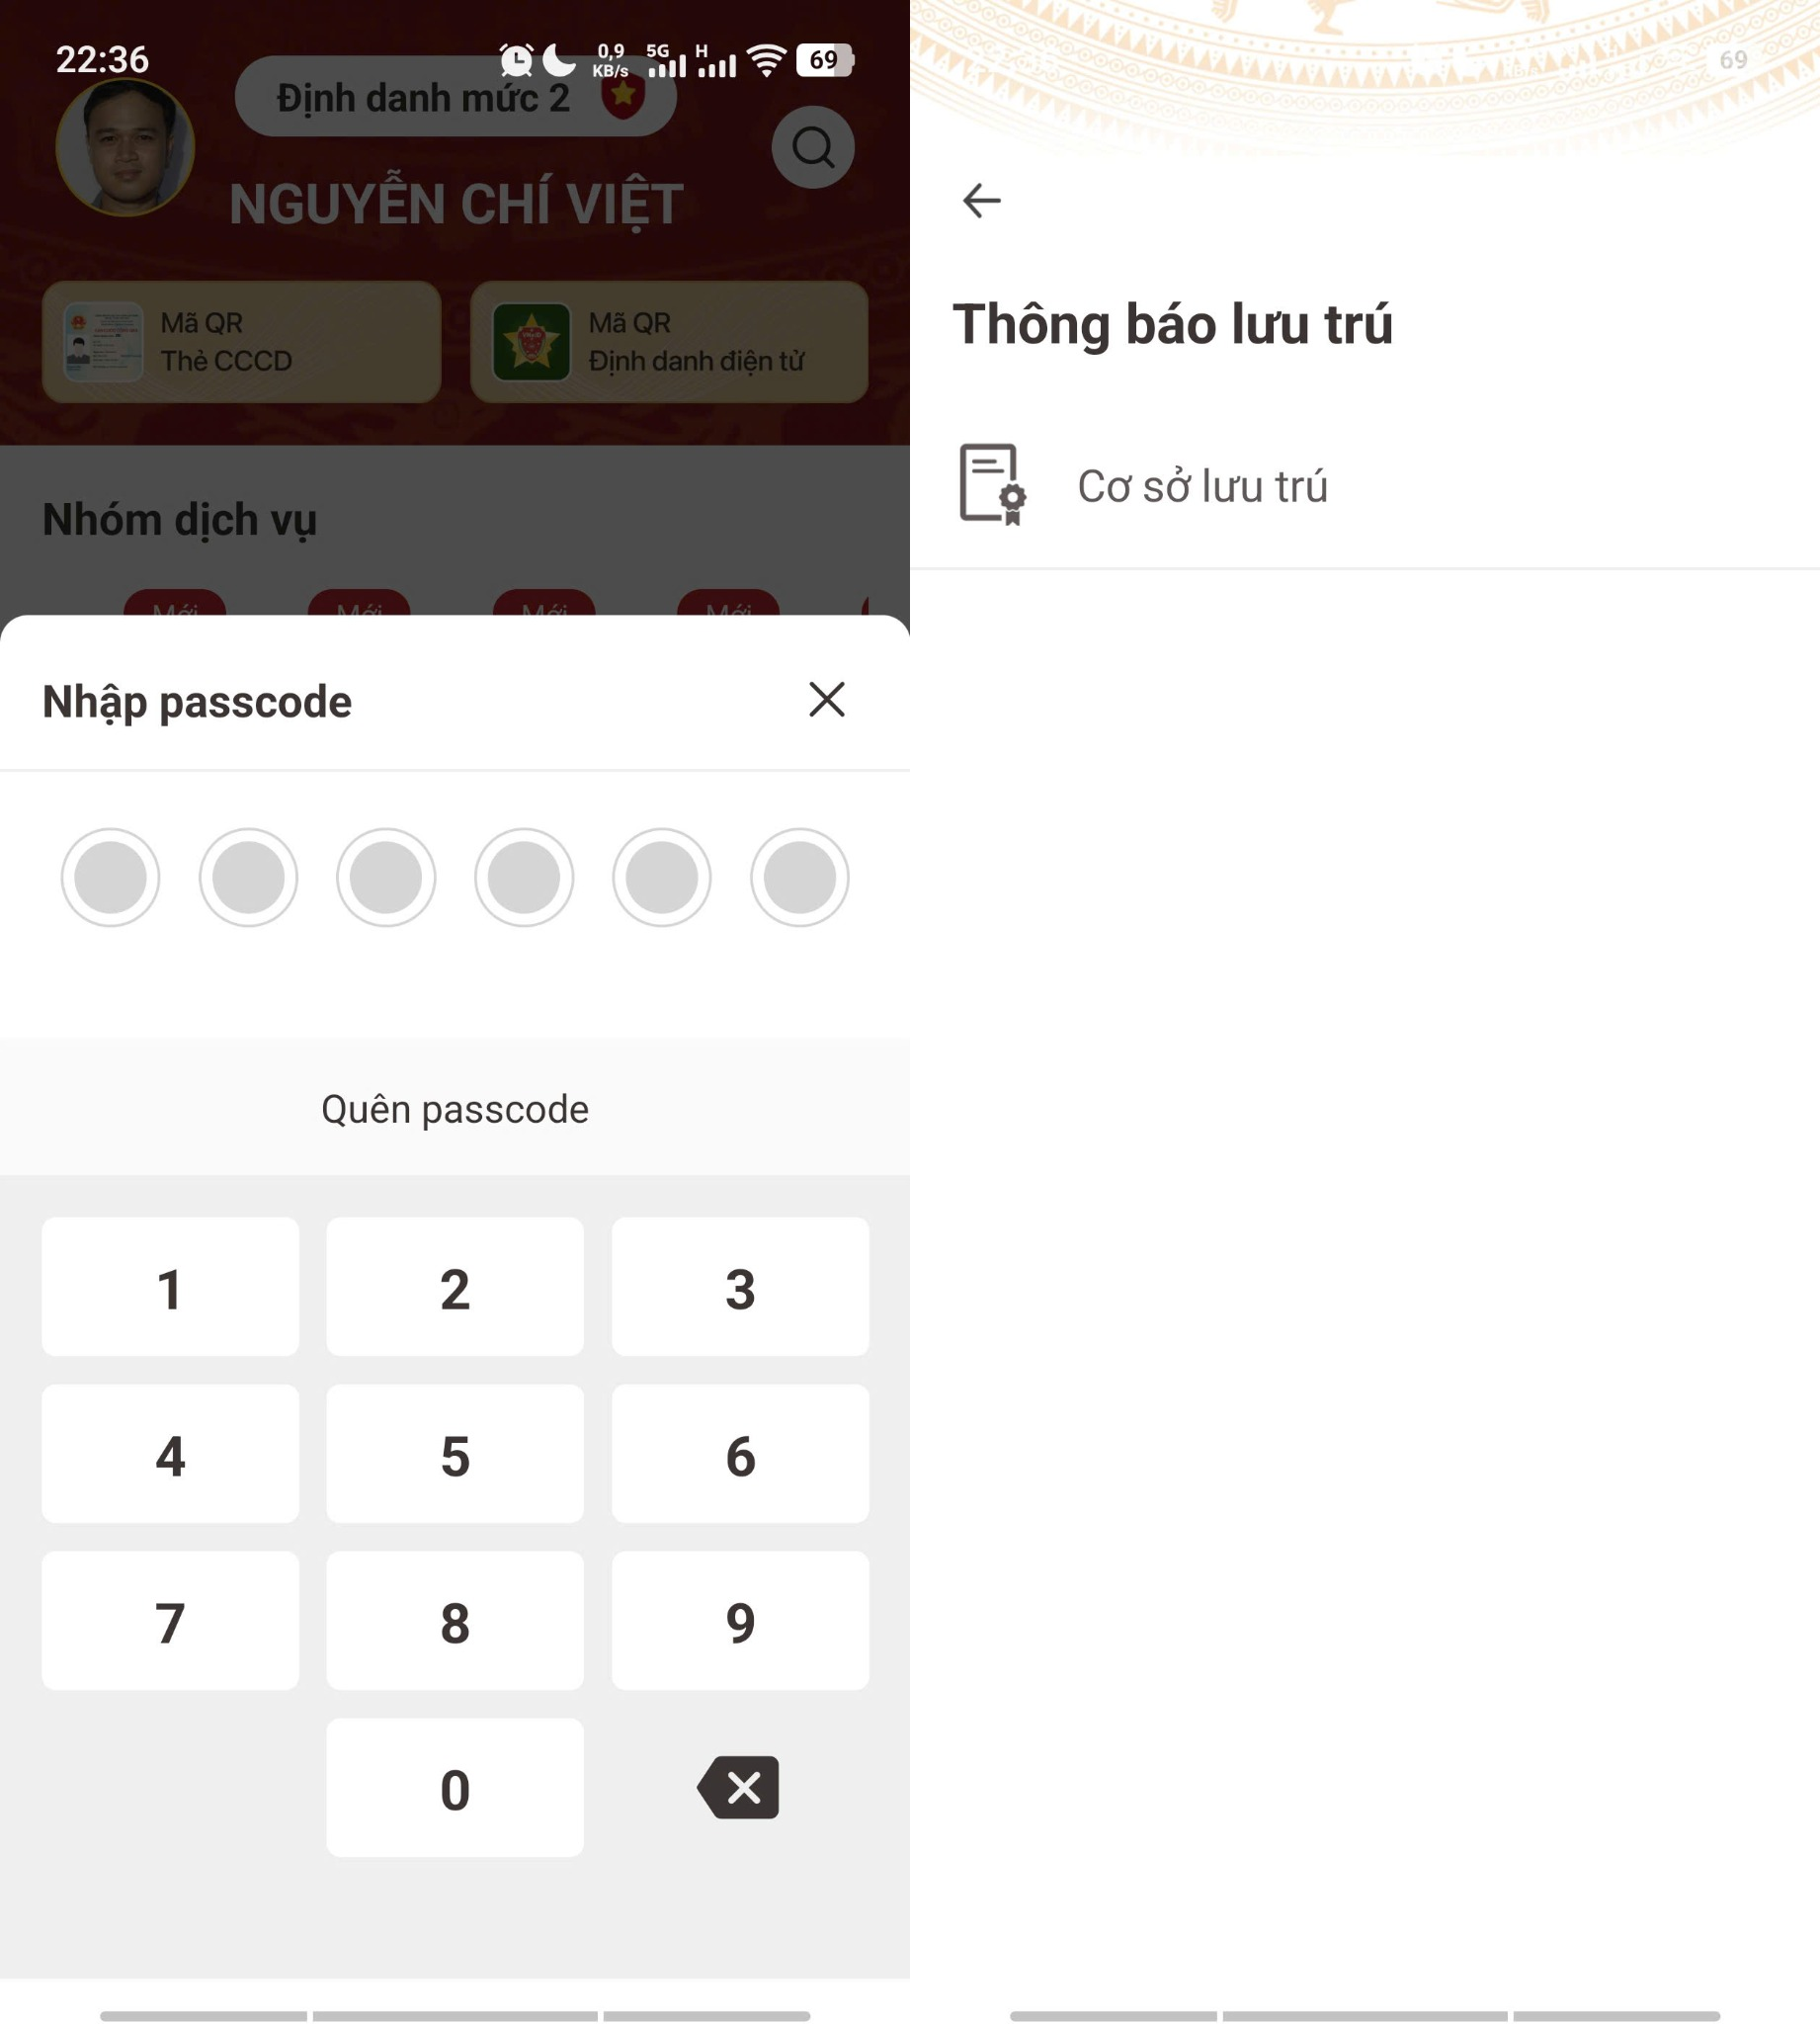 22:36
0,9
KB/s
5G
H
69
Định danh mức 2
NGUYỄN CHÍ VIỆT
Mã QR
Thẻ CCCD
Mã QR
Định danh điện tử
Nhóm dịch vụ
Mới
Mới
Mới
Mới
Nhập passcode
Quên passcode
1
2
3
4
5
6
7
8
9
0
69
Thông báo lưu trú
Cơ sở lưu trú